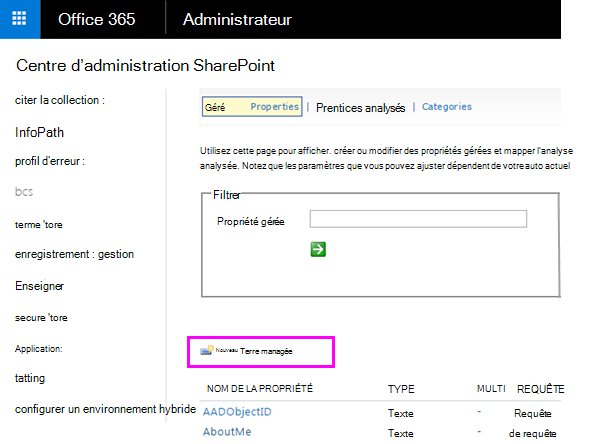 Office 365 Administrateur
Centre d’administration SharePoint
citer la collection :
InfoPath
profil d'erreur :
bcs
terme 'tore
enregistrement : gestion
Enseigner
secure 'tore
Application:
tatting
configurer un environnement hybride
Géré Properties | Prentices analysés | Categories
Utilisez cette page pour afficher. créer ou modifier des propriétés gérées et mapper l'analyse
analysée. Notez que les paramètres que vous pouvez ajuster dépendent de votre auto actuel
Filtrer
Propriété gérée
Nouveau Terre managée
NOM DE LA PROPRIÉTÉ TYPE MULTI REQUÊTE
AADObjectID Texte - Requête
AboutMe Texte - de requête